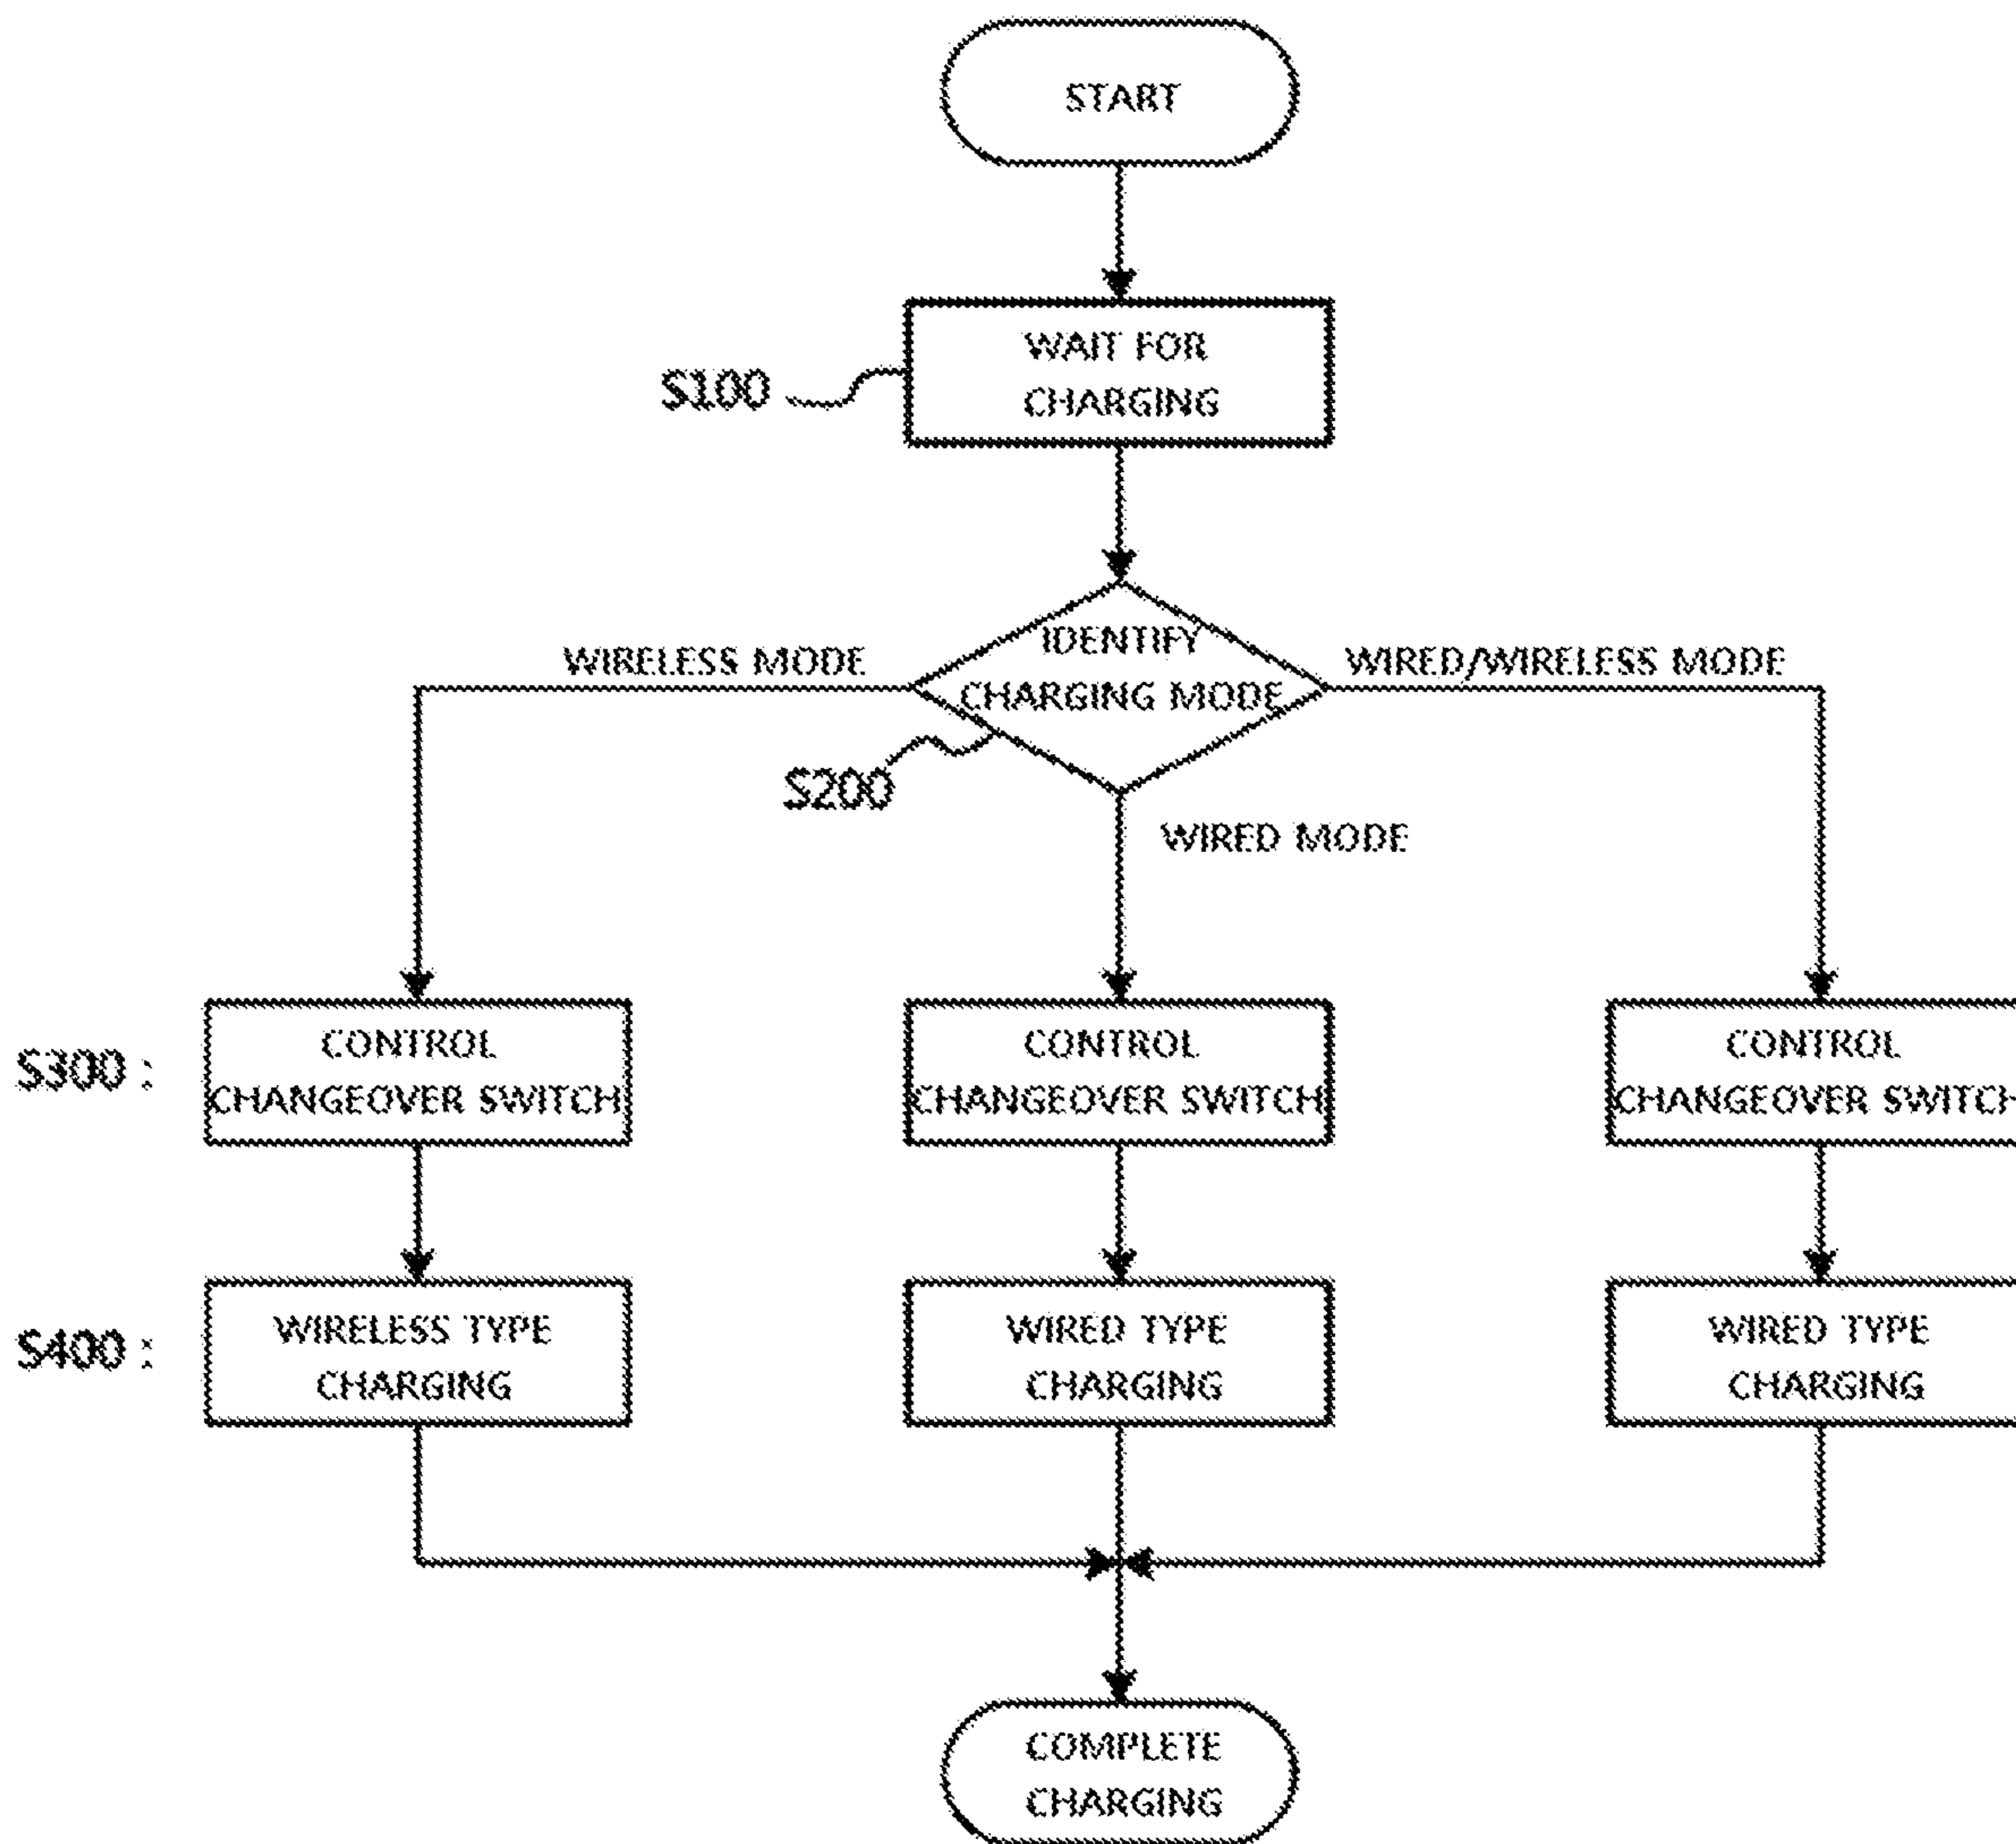 START
WAIT FOR
CHARGING
S100
IDENTIFY
CHARGING MODE
WIRELESS MODE
WIRED/WIRELESS MODE
S200
WIRED MODE
S300 :
CONTROL
CHANGEOVER SWITCH
CONTROL
CHANGEOVER SWITCH
CONTROL
CHANGEOVER SWITCH
S400 :
WIRELESS TYPE
CHARGING
WIRED TYPE
CHARGING
WIRED TYPE
CHARGING
COMPLETE
CHARGING